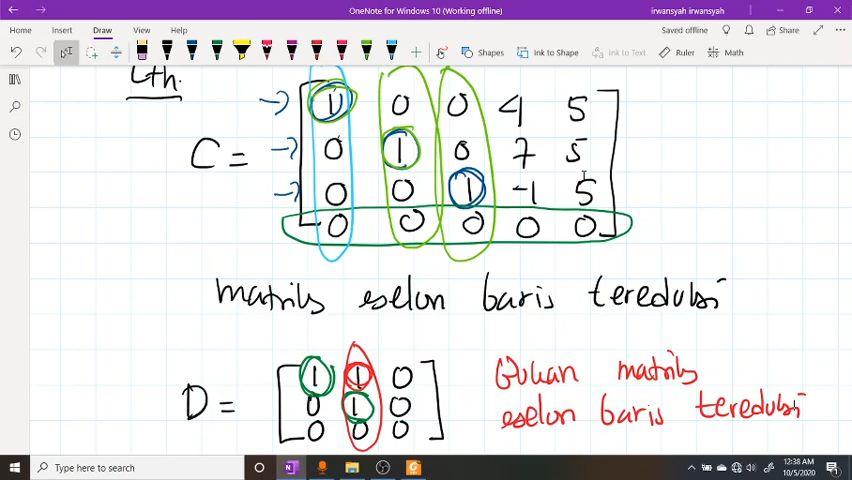 OneNote for Windows 10 (Working offline)
irwansyah irwansyah
Home Insert Draw View Help
Saved offline Share
Shapes Ink to Shape Ink to Text Ruler Math
Lth.
1 0 0 4 5
C = 0 1 0 7 5
0 0 1 -1 5
0 0 0 0 0
matriks eselon baris teredusi
1 1 0
D = 0 1 0
0 0 0
Bukan matriks
eselon baris teredusi
Type here to search
12:38 AM
10/5/2020